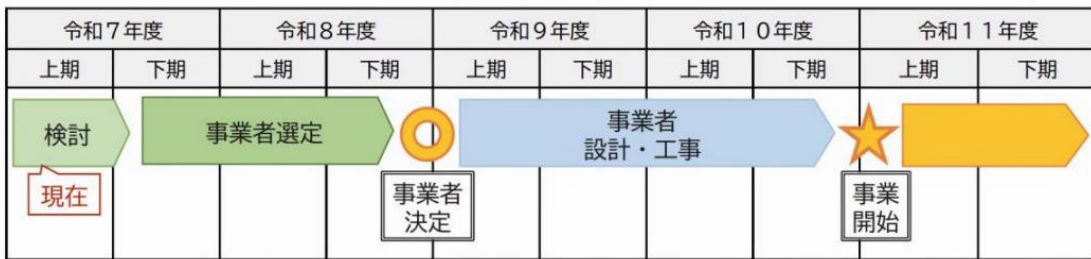 令和7年度 令和8年度 令和9年度 令和10年度 令和11年度
上期 下期 上期 下期 上期 下期 上期 下期 上期 下期
検討
事業者選定
事業者
設計・工事
現在
事業者
決定
事業
開始